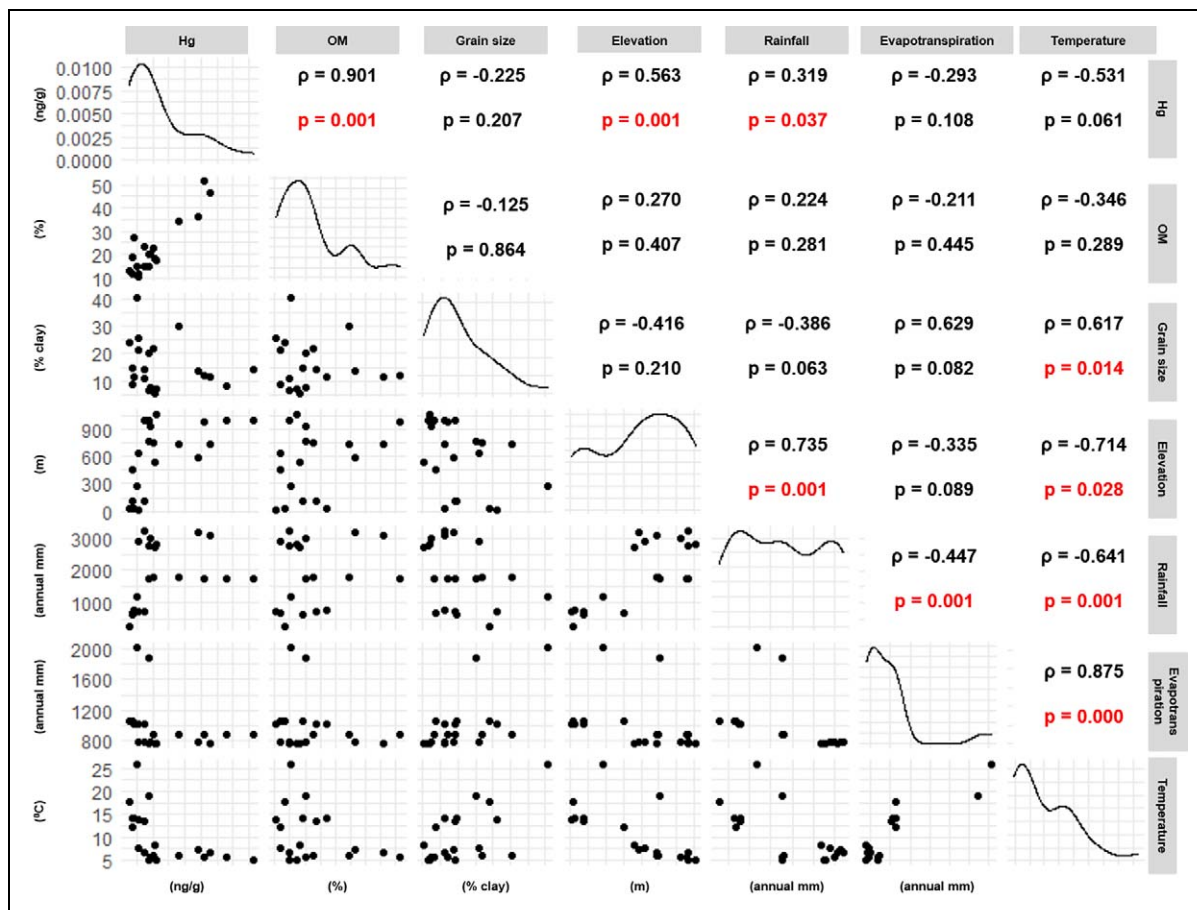 Hg OM Grain size Elevation Rainfall Evapotranspiration Temperature
0.0100
0.0075
0.0050
0.0025
0.0000
(ng/g)
ρ = 0.901 ρ = -0.225 ρ = 0.563 ρ = 0.319 ρ = -0.293 ρ = -0.531
p = 0.001 p = 0.207 p = 0.001 p = 0.037 p = 0.108 p = 0.061
Hg
50
40
30
20
10
(%)
ρ = -0.125 ρ = 0.270 ρ = 0.224 ρ = -0.211 ρ = -0.346
p = 0.864 p = 0.407 p = 0.281 p = 0.445 p = 0.289
OM
40
30
20
10
(% clay)
ρ = -0.416 ρ = -0.386 ρ = 0.629 ρ = 0.617
p = 0.210 p = 0.063 p = 0.082 p = 0.014
Grain size
900
600
300
0
(m)
ρ = 0.735 ρ = -0.335 ρ = -0.714
p = 0.001 p = 0.089 p = 0.028
Elevation
3000
2000
1000
(annual mm)
ρ = -0.447 ρ = -0.641
p = 0.001 p = 0.001
Rainfall
2000
1600
1200
800
(annual mm)
ρ = 0.875
p = 0.000
Evapotrans
piration
25
20
15
10
5
(ºC)
Temperature
(ng/g) (%) (% clay) (m) (annual mm) (annual mm)